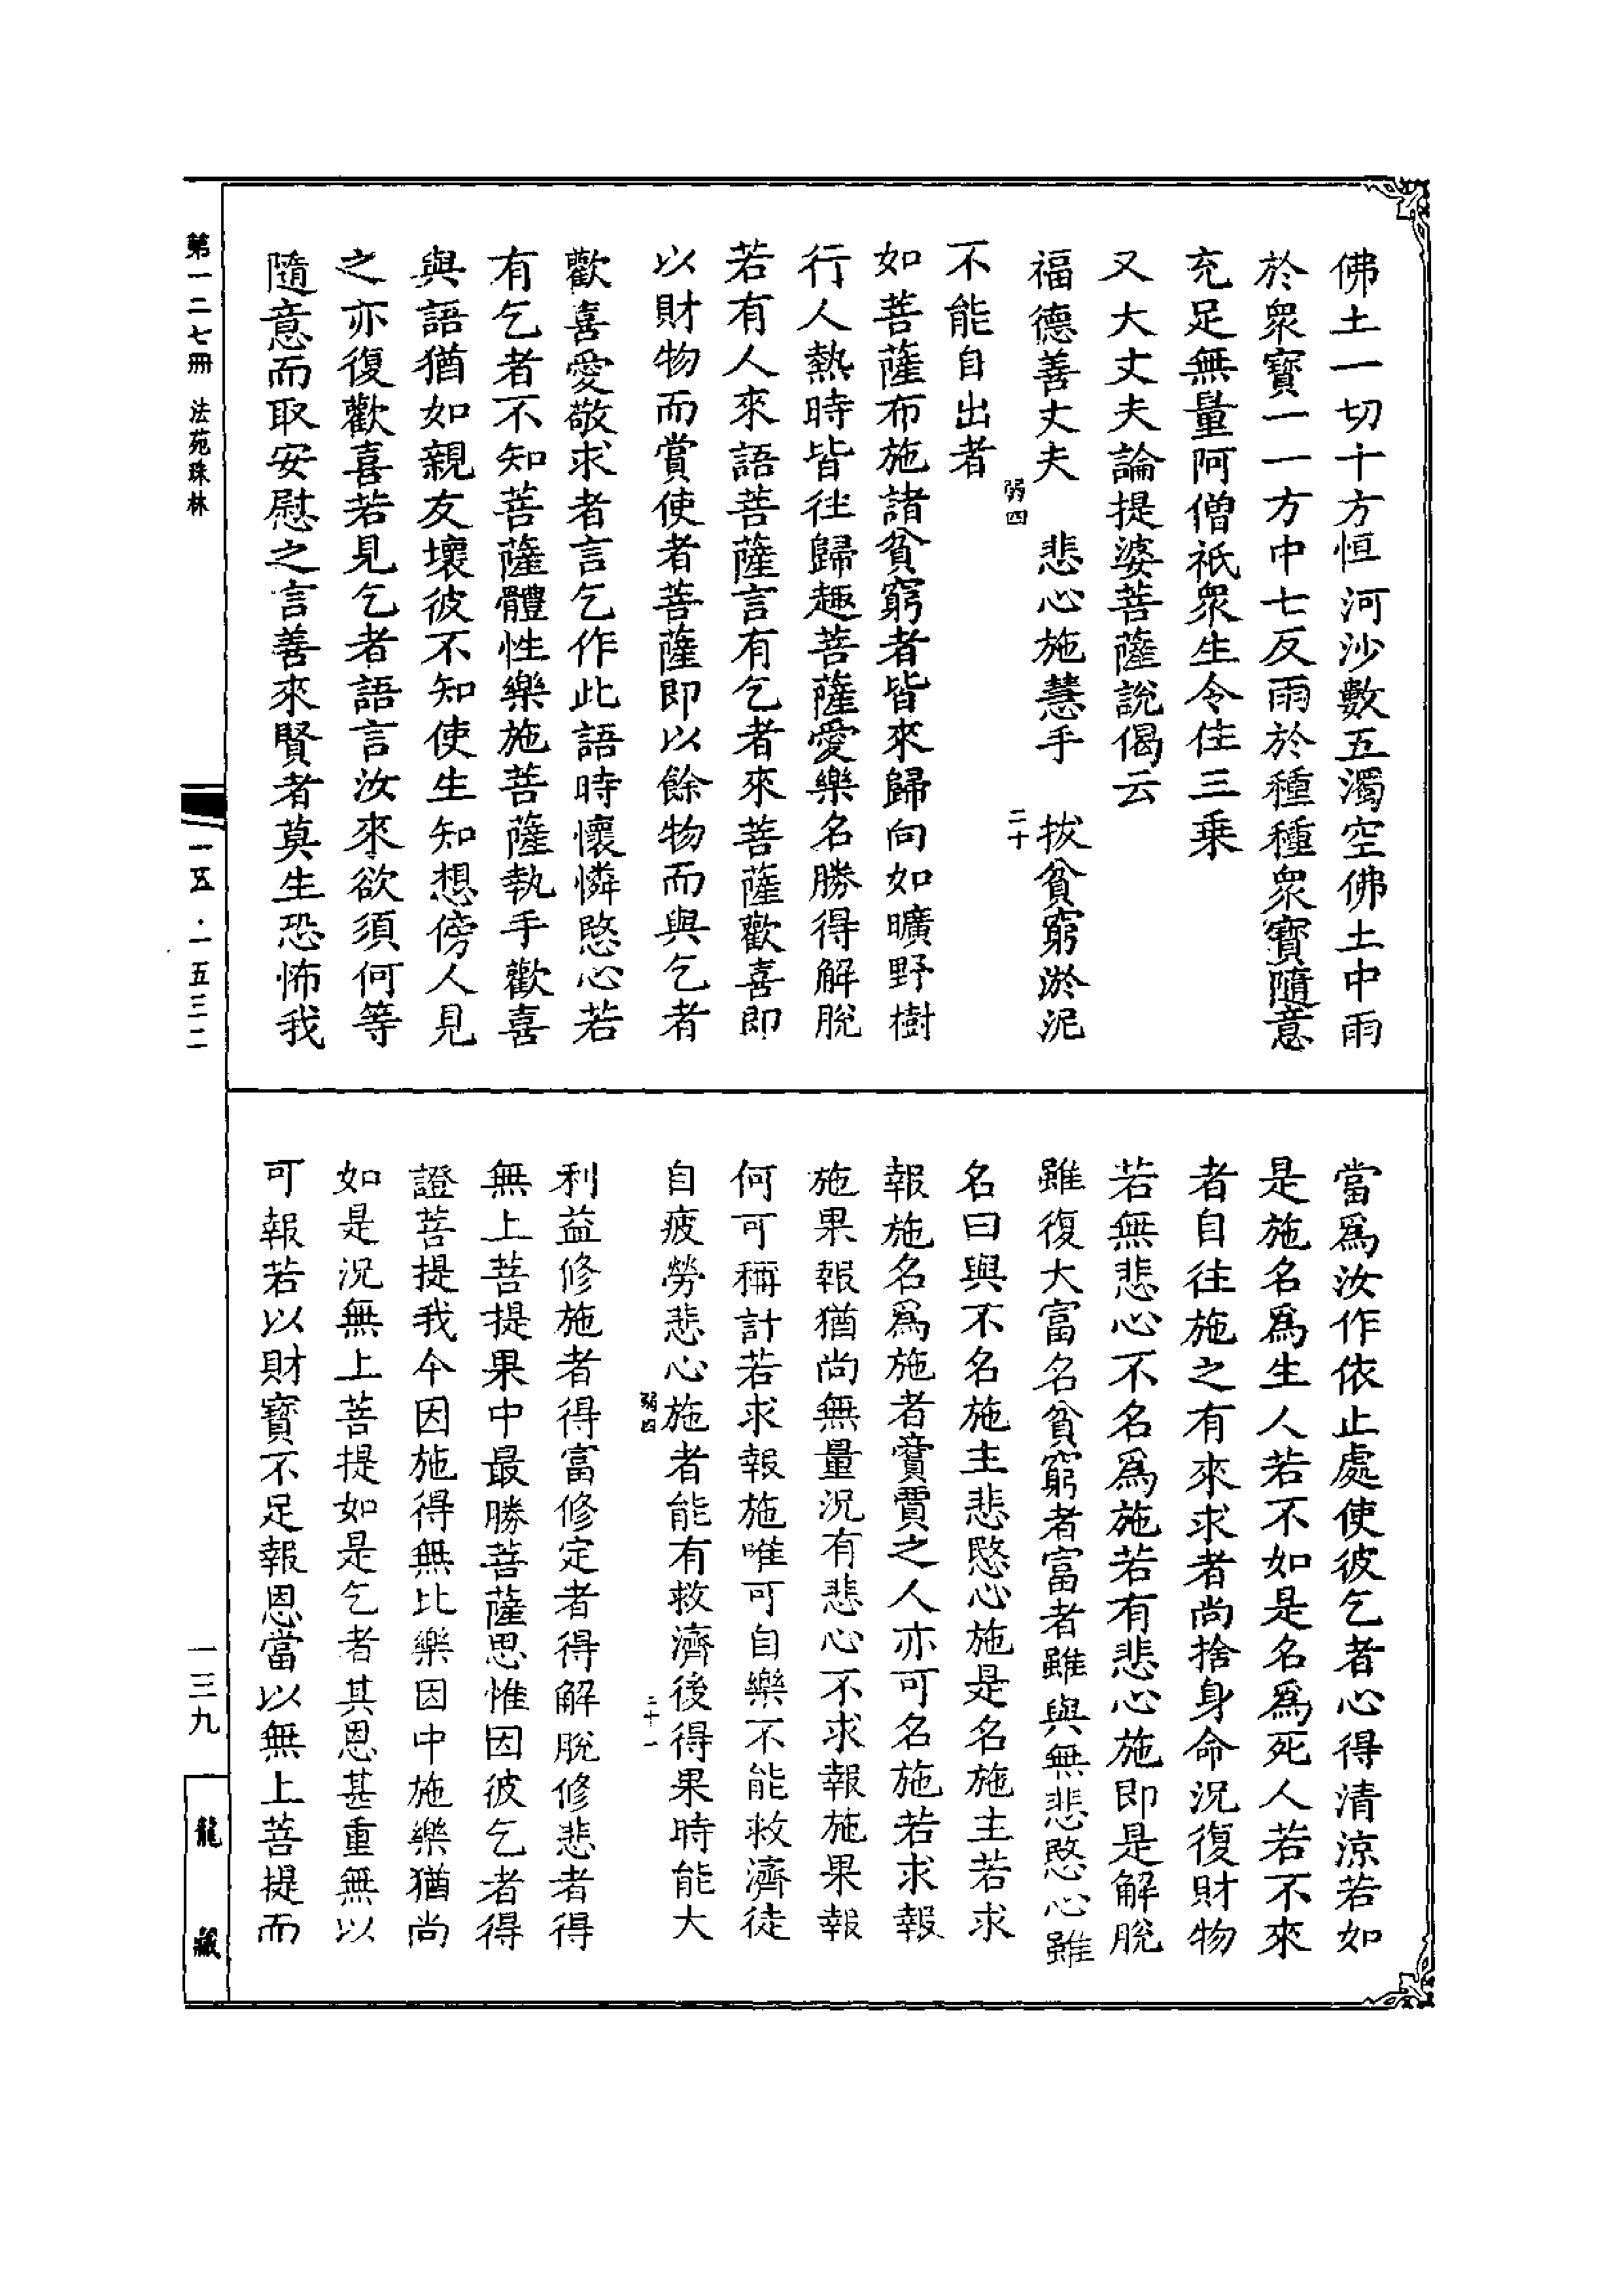 佛土一切十方恒河沙數五濁空佛土中雨
於衆寶一一方中七反雨於種種衆寶隨意
充足無量阿僧祇衆生令住三乗
又大丈夫論提婆菩薩說偈云
福德善丈夫　悲心施慧手　拔貧窮淤泥
弱四　二十
不能自出者
如菩薩布施諸貧窮者皆來歸向如曠野樹
行人熱時皆往歸趣菩薩愛樂名勝得解脫
若有人來語菩薩言有乞者來菩薩歡喜即
以財物而賞使者菩薩即以餘物而與乞者
歡喜愛敬求者言乞作此語時懷憐愍心若
有乞者不知菩薩體性樂施菩薩執手歡喜
與語猶如親友壞彼不知使生知想傍人見
之亦復歡喜若見乞者語言汝來欲須何等
隨意而取安慰之言善來賢者莫生恐怖我
當爲汝作依止處使彼乞者心得清涼若如
是施名爲生人若不如是名爲死人若不來
者自往施之有來求者尚捨身命況復財物
若無悲心不名爲施若有悲心施即是解脫
雖復大富名貧窮者富者雖與無悲愍心雖
名曰與不名施主悲愍心施是名施主若求
報施名爲施者賷賈之人亦可名施若求報
施果報猶尚無量況有悲心不求報施果報
何可稱計若求報施唯可自樂不能救濟徒
自疲勞悲心施者能有救濟後得果時能大
弱四　二十一
利益修施者得富修定者得解脫修悲者得
無上菩提果中最勝菩薩思惟因彼乞者得
證菩提我今因施得無比樂因中施樂猶尚
如是況無上菩提如是乞者其恩甚重無以
可報若以財寶不足報恩當以無上菩提而
第一二七冊　法苑珠林
一五·一五三二
一三九
龍藏